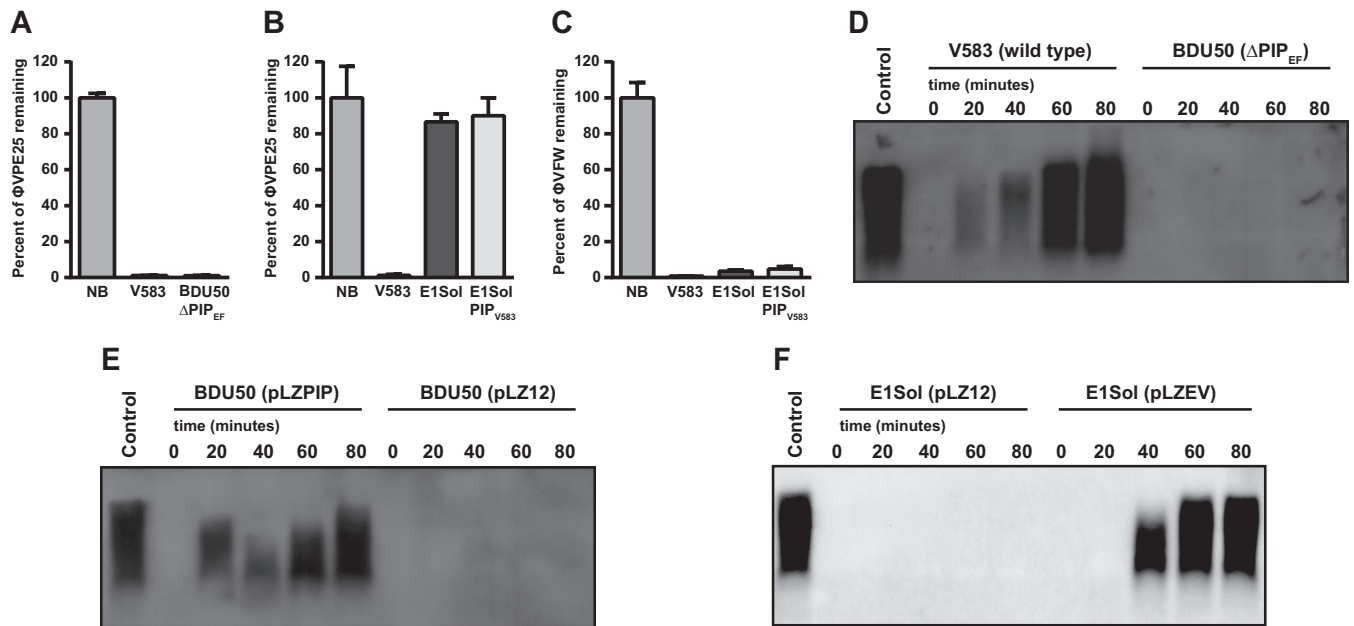 A
Percent of ΦVPE25 remaining
120
100
80
60
40
20
0
NB
V583
BDU50
ΔPIP_EF
B
Percent of ΦVPE25 remaining
120
100
80
60
40
20
0
NB
V583
E1Sol
E1Sol
PIP_V583
C
Percent of ΦVFW remaining
120
100
80
60
40
20
0
NB
V583
E1Sol
E1Sol
PIP_V583
D
Control
V583 (wild type)
BDU50 (ΔPIP_EF)
time (minutes)
0 20 40 60 80 0 20 40 60 80
E
Control
BDU50 (pLZPIP)
BDU50 (pLZ12)
time (minutes)
0 20 40 60 80 0 20 40 60 80
F
Control
E1Sol (pLZ12)
E1Sol (pLZEV)
time (minutes)
0 20 40 60 80 0 20 40 60 80